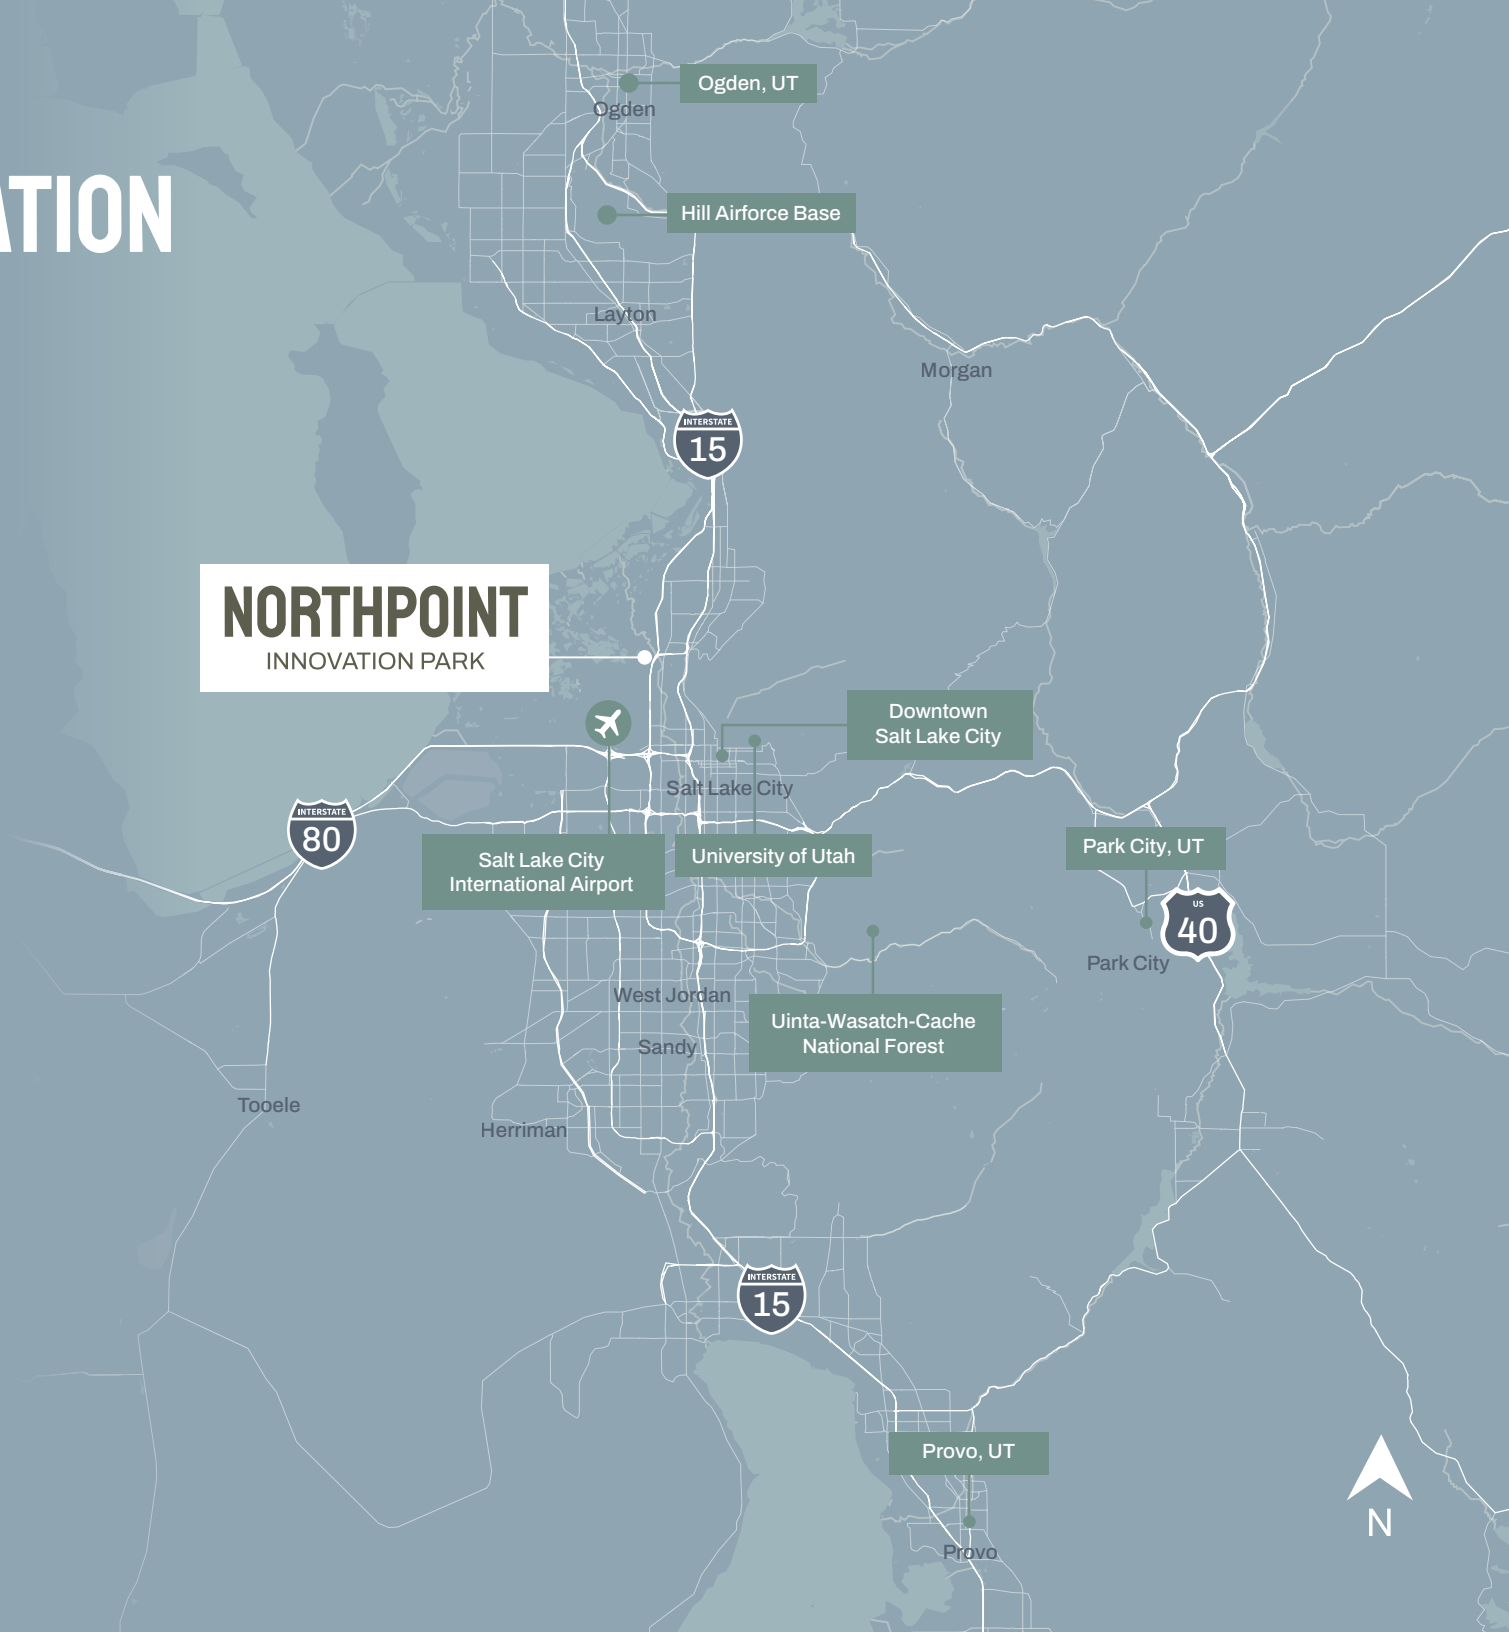 Ogden, UT
Ogden
ATION
Hill Airforce Base
Layton
Morgan
INTERSTATE
15
NORTHPOINT
INNOVATION PARK
Downtown
Salt Lake City
Salt Lake City
INTERSTATE
80
Salt Lake City
International Airport
University of Utah
Park City, UT
US
40
Park City
West Jordan
Uinta-Wasatch-Cache
National Forest
Sandy
Tooele
Herriman
INTERSTATE
15
Provo, UT
N
Provo